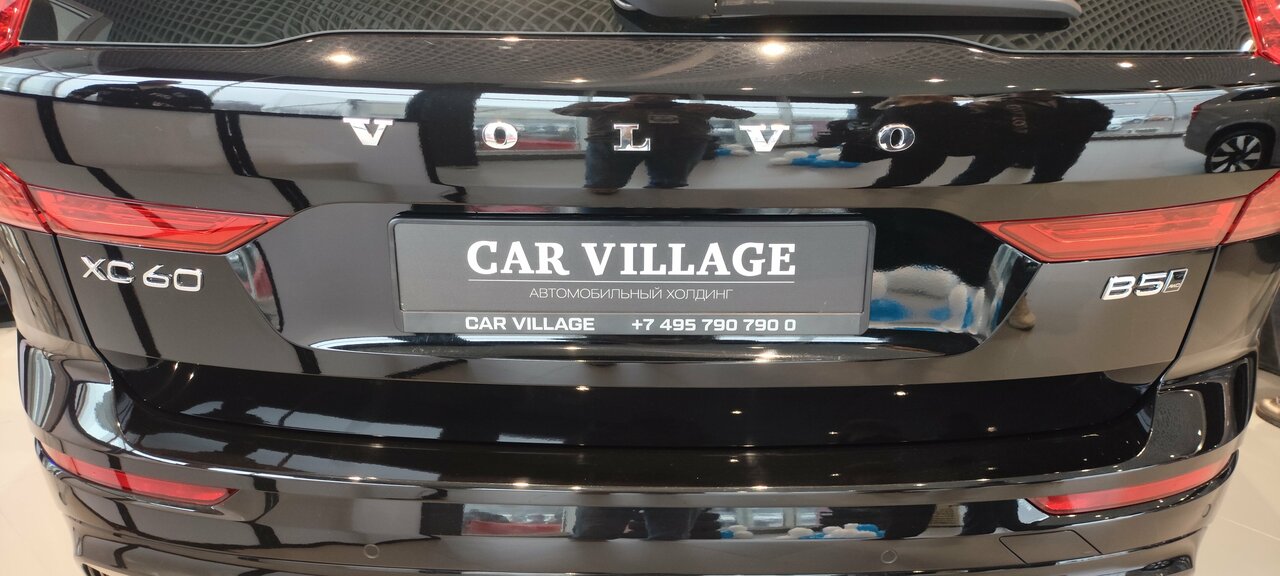 VOLVO
XC60
B5
CAR VILLAGE
АВТОМОБИЛЬНЫЙ ХОЛДИНГ
CAR VILLAGE +7 495 790 790 0